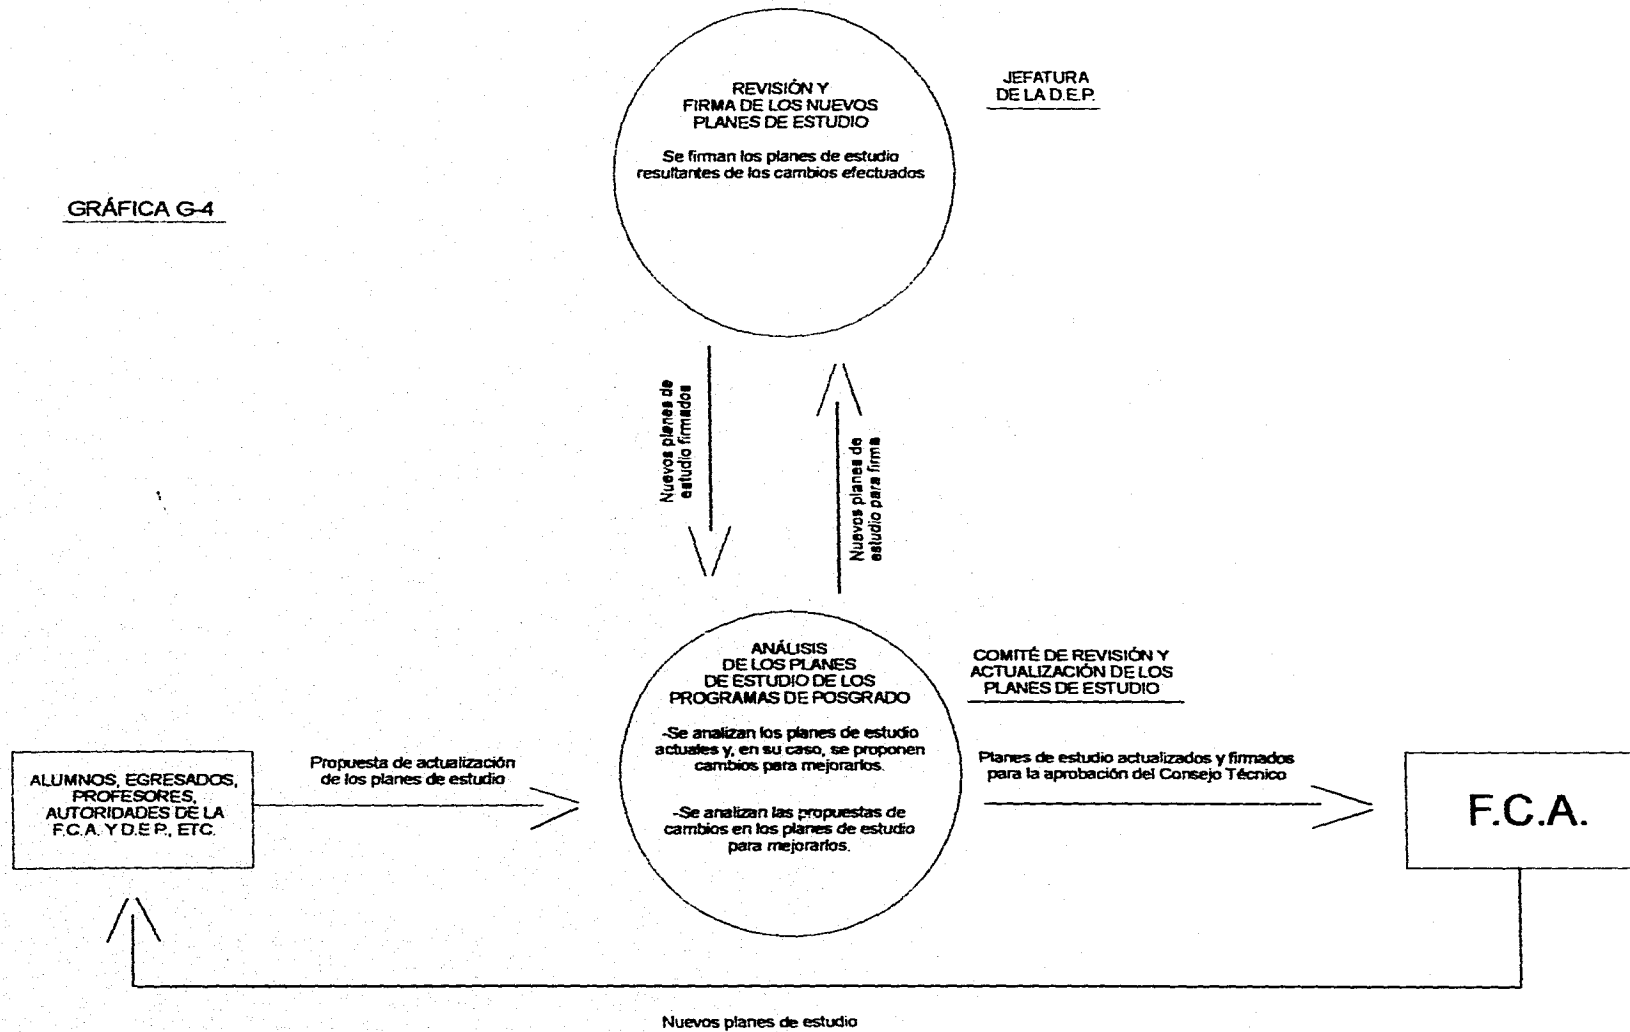 REVISIÓN Y
FIRMA DE LOS NUEVOS
PLANES DE ESTUDIO
Se firman los planes de estudio
resultantes de los cambios efectuados
JEFATURA
DE LA D.E.P.
GRÁFICA G-4
Nuevos planes de
estudio firmados
Nuevos planes de
estudio para firma
ANÁLISIS
DE LOS PLANES
DE ESTUDIO DE LOS
PROGRAMAS DE POSGRADO
-Se analizan los planes de estudio
actuales y, en su caso, se proponen
cambios para mejorarlos.
-Se analizan las propuestas de
cambios en los planes de estudio
para mejorarlos.
COMITÉ DE REVISIÓN Y
ACTUALIZACIÓN DE LOS
PLANES DE ESTUDIO
ALUMNOS, EGRESADOS,
PROFESORES,
AUTORIDADES DE LA
F.C.A. Y D.E.P., ETC.
Propuesta de actualización
de los planes de estudio
Planes de estudio actualizados y firmados
para la aprobación del Consejo Técnico
F.C.A.
Nuevos planes de estudio